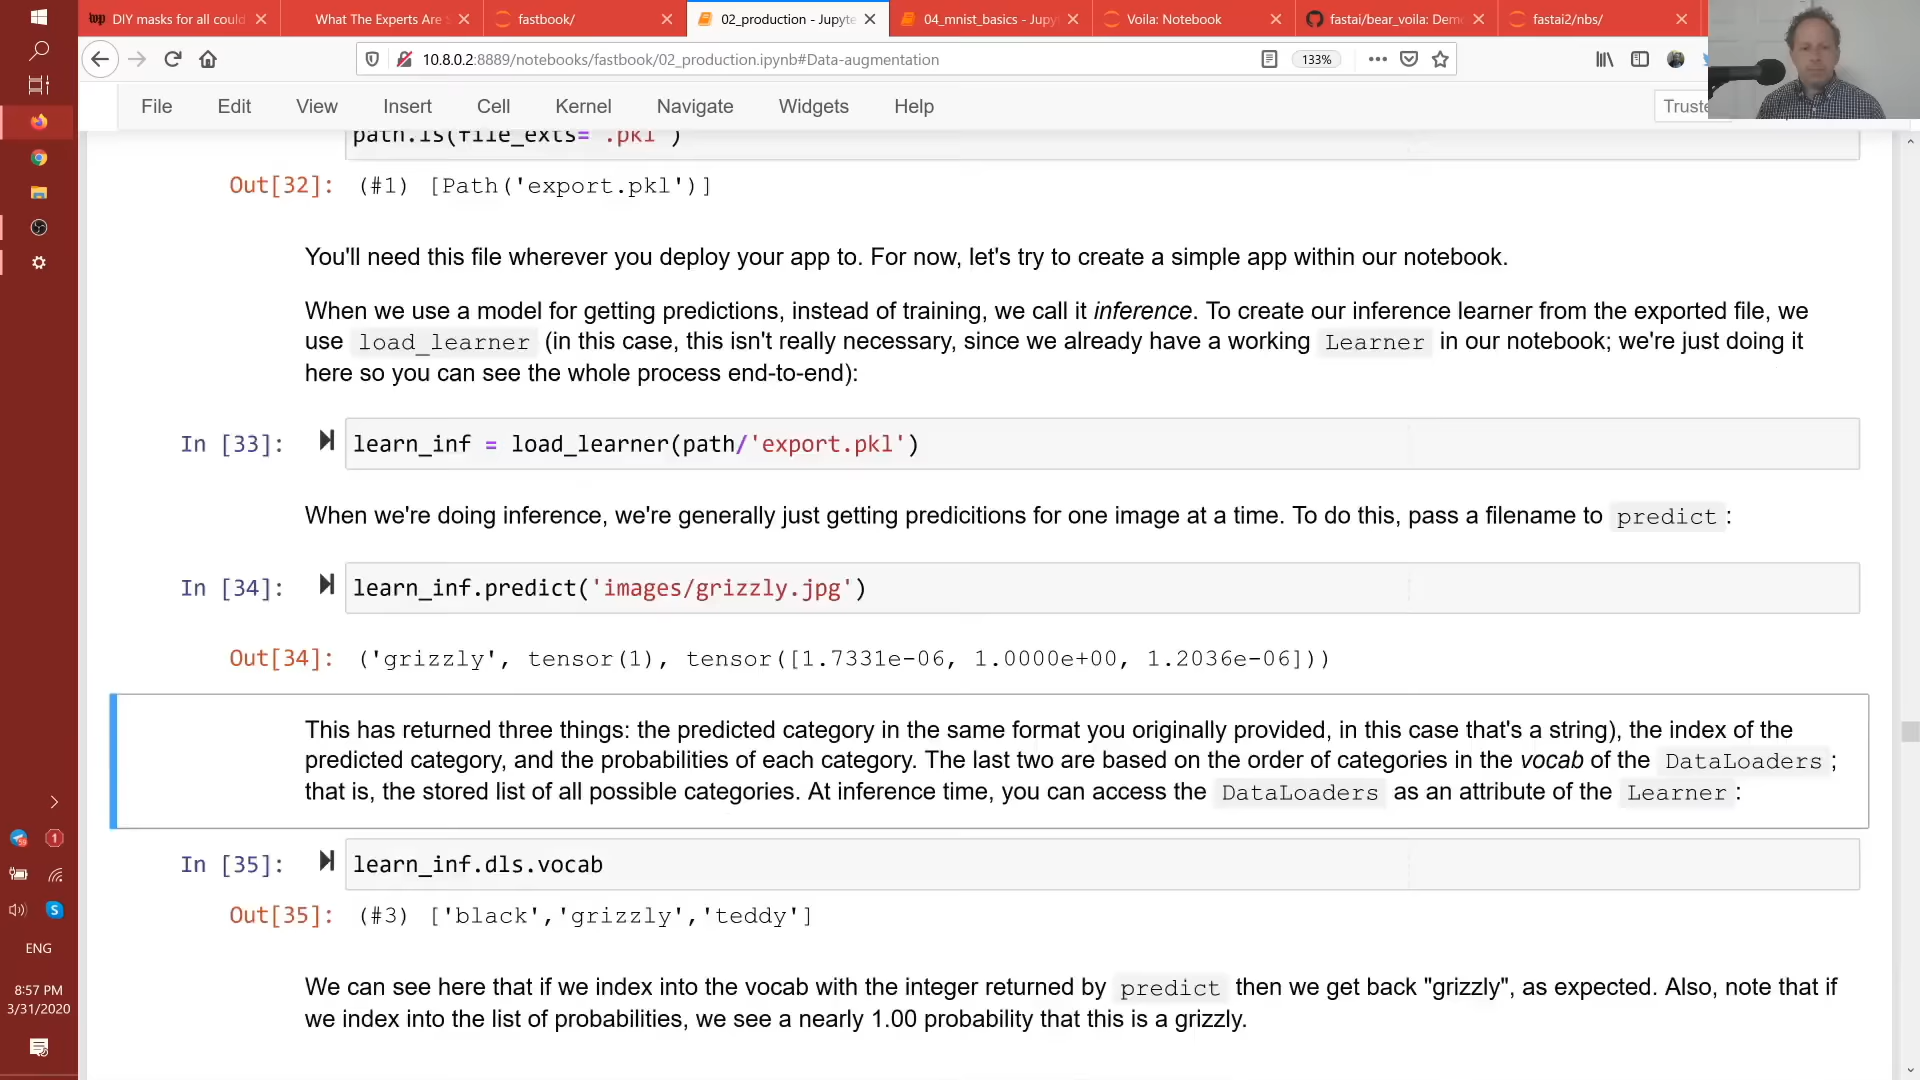 DIY masks for all could
What The Experts Are
fastbook/
02_production - Jupyte
04_mnist_basics - Jupy
Voila: Notebook
fastai/bear_voila: Dem
fastai2/nbs/
10.8.0.2:8889/notebooks/fastbook/02_production.ipynb#Data-augmentation
133%
File Edit View Insert Cell Kernel Navigate Widgets Help
Truste
path.ls(file_exts='.pkl')
Out[32]: (#1) [Path('export.pkl')]
You'll need this file wherever you deploy your app to. For now, let's try to create a simple app within our notebook.
When we use a model for getting predictions, instead of training, we call it inference. To create our inference learner from the exported file, we
use load_learner (in this case, this isn't really necessary, since we already have a working Learner in our notebook; we're just doing it
here so you can see the whole process end-to-end):
In [33]: learn_inf = load_learner(path/'export.pkl')
When we're doing inference, we're generally just getting predicitions for one image at a time. To do this, pass a filename to predict :
In [34]: learn_inf.predict('images/grizzly.jpg')
Out[34]: ('grizzly', tensor(1), tensor([1.7331e-06, 1.0000e+00, 1.2036e-06]))
This has returned three things: the predicted category in the same format you originally provided, in this case that's a string), the index of the
predicted category, and the probabilities of each category. The last two are based on the order of categories in the vocab of the DataLoaders ;
that is, the stored list of all possible categories. At inference time, you can access the DataLoaders as an attribute of the Learner :
In [35]: learn_inf.dls.vocab
Out[35]: (#3) ['black','grizzly','teddy']
We can see here that if we index into the vocab with the integer returned by predict then we get back "grizzly", as expected. Also, note that if
we index into the list of probabilities, we see a nearly 1.00 probability that this is a grizzly.
1
ENG
8:57 PM
3/31/2020